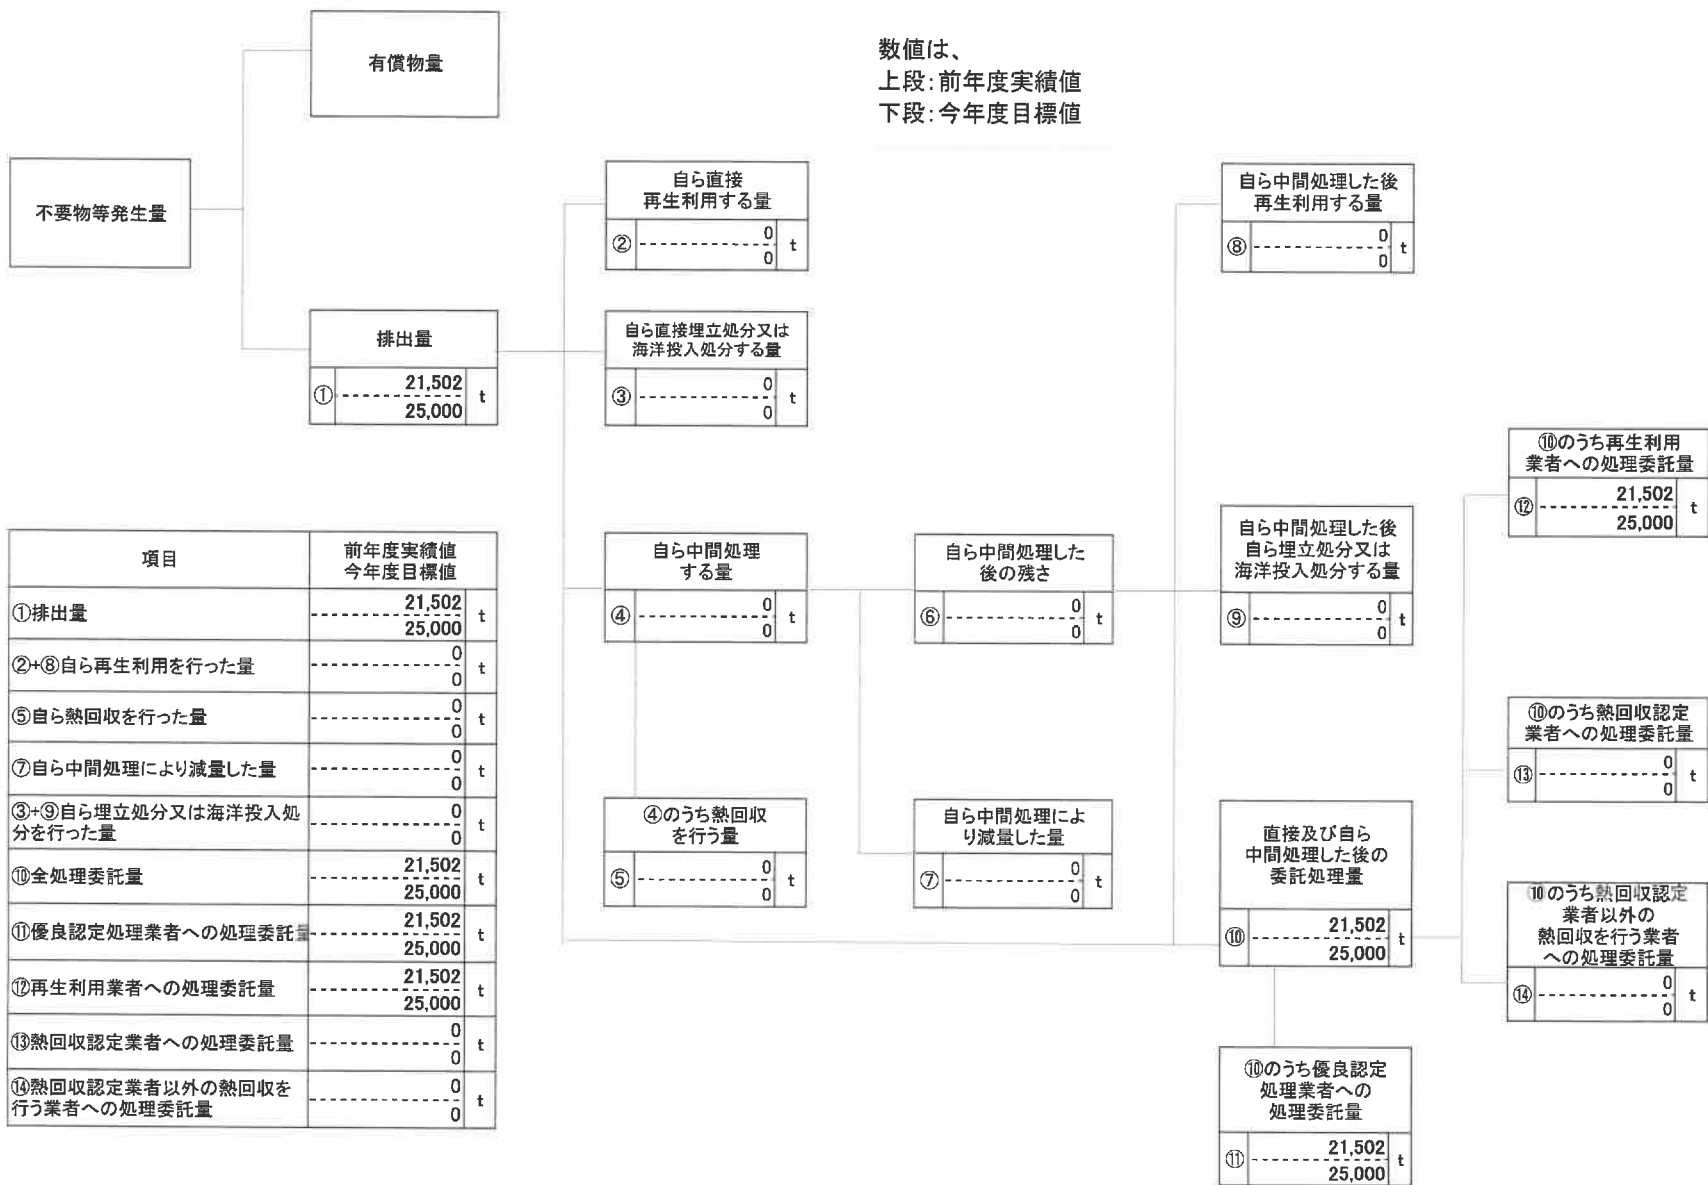 有償物量
数値は、
上段:前年度実績値
下段:今年度目標値
不要物等発生量
自ら直接
再生利用する量
② 0 t
0
自ら中間処理した後
再生利用する量
⑧ 0 t
0
排出量
① 21,502 t
25,000
自ら直接埋立処分又は
海洋投入処分する量
③ 0 t
0
⑩のうち再生利用
業者への処理委託量
⑫ 21,502 t
25,000
自ら中間処理
する量
④ 0 t
0
自ら中間処理した
後の残さ
⑥ 0 t
0
自ら中間処理した後
自ら埋立処分又は
海洋投入処分する量
⑨ 0 t
0
⑩のうち熱回収認定
業者への処理委託量
⑬ 0 t
0
④のうち熱回収
を行う量
⑤ 0 t
0
自ら中間処理によ
り減量した量
⑦ 0 t
0
直接及び自ら
中間処理した後の
委託処理量
⑩ 21,502 t
25,000
⑩のうち熱回収認定
業者以外の
熱回収を行う業者
への処理委託量
⑭ 0 t
0
⑩のうち優良認定
処理業者への
処理委託量
⑪ 21,502 t
25,000
項目 前年度実績値
今年度目標値
①排出量 21,502 t
25,000
②+⑧自ら再生利用を行った量 0 t
0
⑤自ら熱回収を行った量 0 t
0
⑦自ら中間処理により減量した量 0 t
0
③+⑨自ら埋立処分又は海洋投入処
分を行った量 0 t
0
⑩全処理委託量 21,502 t
25,000
⑪優良認定処理業者への処理委託量 21,502 t
25,000
⑫再生利用業者への処理委託量 21,502 t
25,000
⑬熱回収認定業者への処理委託量 0 t
0
⑭熱回収認定業者以外の熱回収を
行う業者への処理委託量 0 t
0